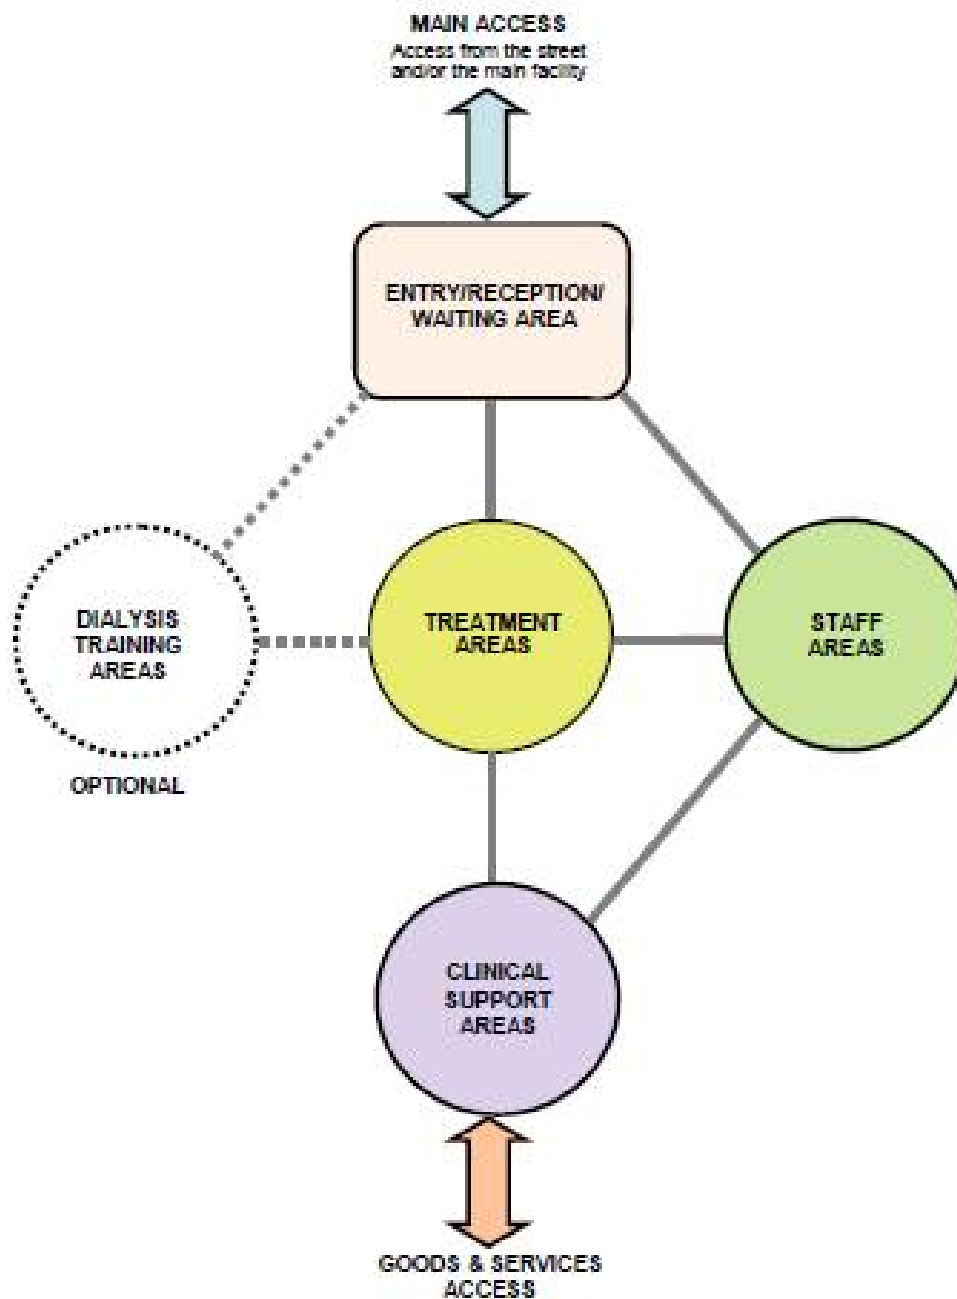 MAIN ACCESS
Access from the street
and/or the main facility
ENTRY/RECEPTION/
WAITING AREA
DIALYSIS
TRAINING
AREAS
OPTIONAL
TREATMENT
AREAS
STAFF
AREAS
CLINICAL
SUPPORT
AREAS
GOODS & SERVICES
ACCESS